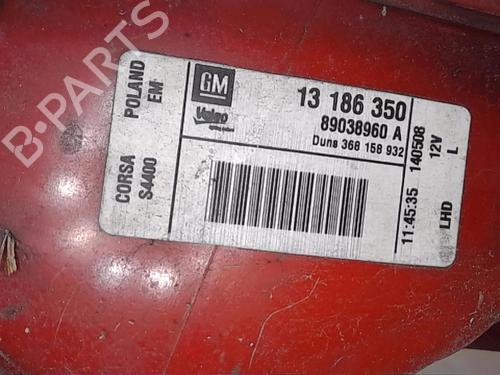 GM
Valeo
13 186 350
89038960 A
Duns 368 158 932
POLAND
EM
CORSA
S4400
140508
12V
L
11:45:35
LHD
B-PARTS